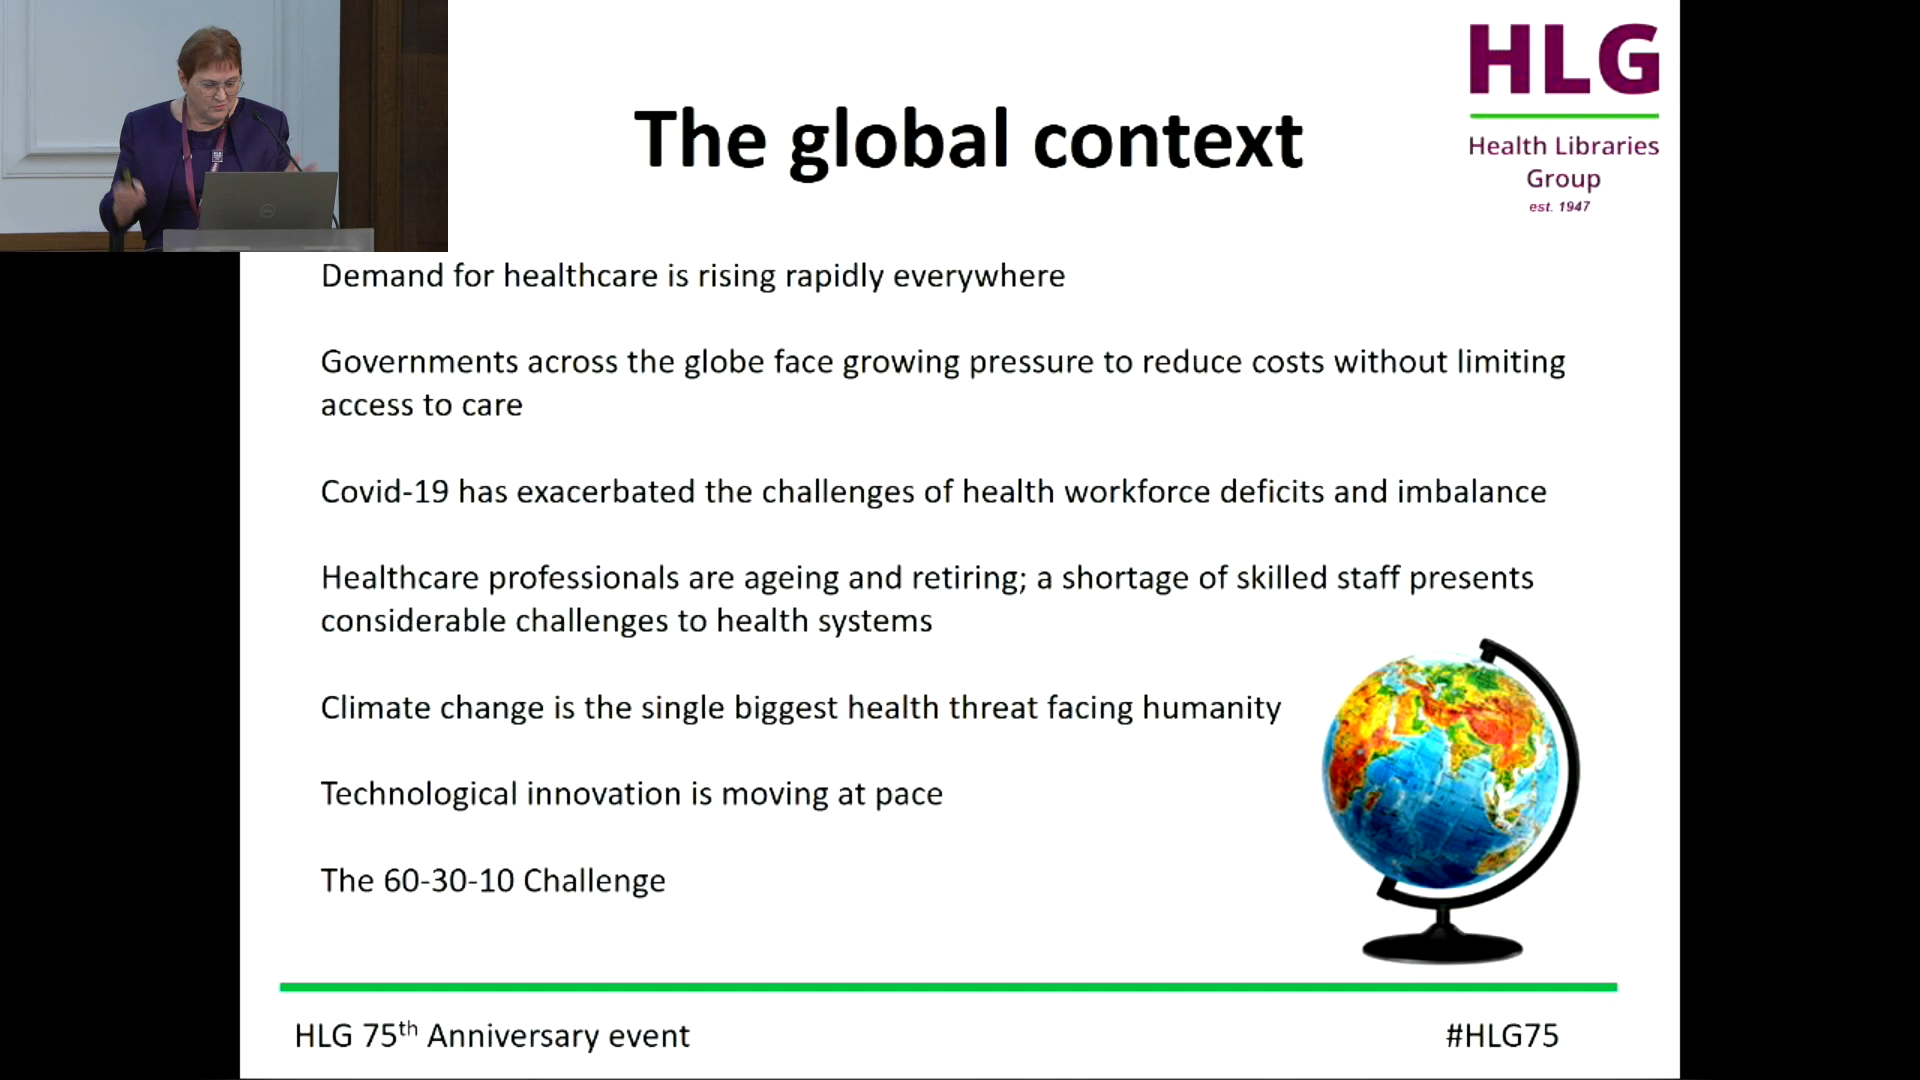 HLG
Health Libraries
Group
est. 1947
The global context
Demand for healthcare is rising rapidly everywhere
Governments across the globe face growing pressure to reduce costs without limiting
access to care
Covid-19 has exacerbated the challenges of health workforce deficits and imbalance
Healthcare professionals are ageing and retiring; a shortage of skilled staff presents
considerable challenges to health systems
Climate change is the single biggest health threat facing humanity
Technological innovation is moving at pace
The 60-30-10 Challenge
HLG 75th Anniversary event
#HLG75